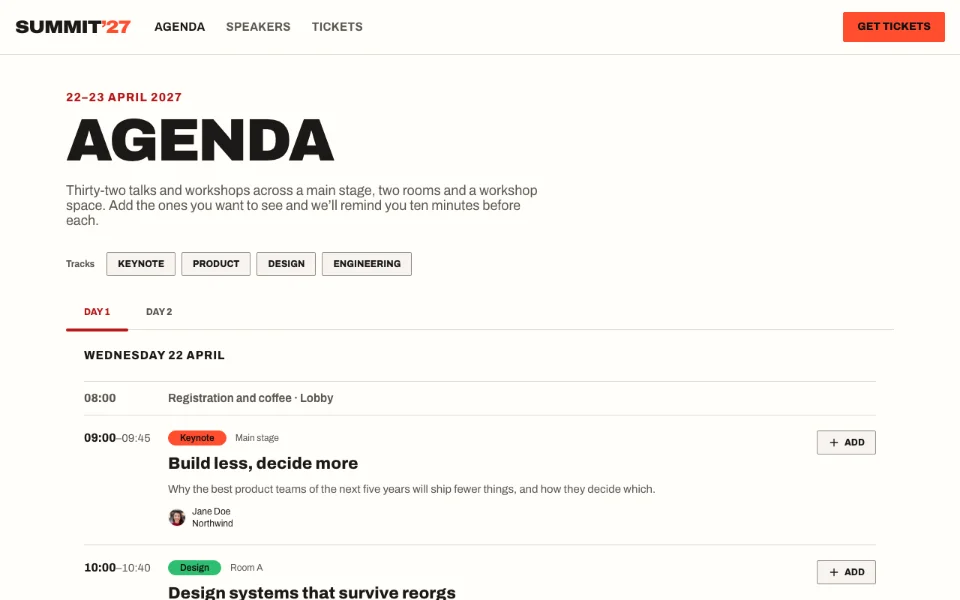 SUMMIT’27 AGENDA SPEAKERS TICKETS GET TICKETS
22–23 APRIL 2027
AGENDA
Thirty-two talks and workshops across a main stage, two rooms and a workshop
space. Add the ones you want to see and we’ll remind you ten minutes before
each.
Tracks KEYNOTE PRODUCT DESIGN ENGINEERING
DAY 1 DAY 2
WEDNESDAY 22 APRIL
08:00 Registration and coffee · Lobby
09:00–09:45 Keynote Main stage + ADD
Build less, decide more
Why the best product teams of the next five years will ship fewer things, and how they decide which.
Jane Doe
Northwind
10:00–10:40 Design Room A + ADD
Design systems that survive reorgs